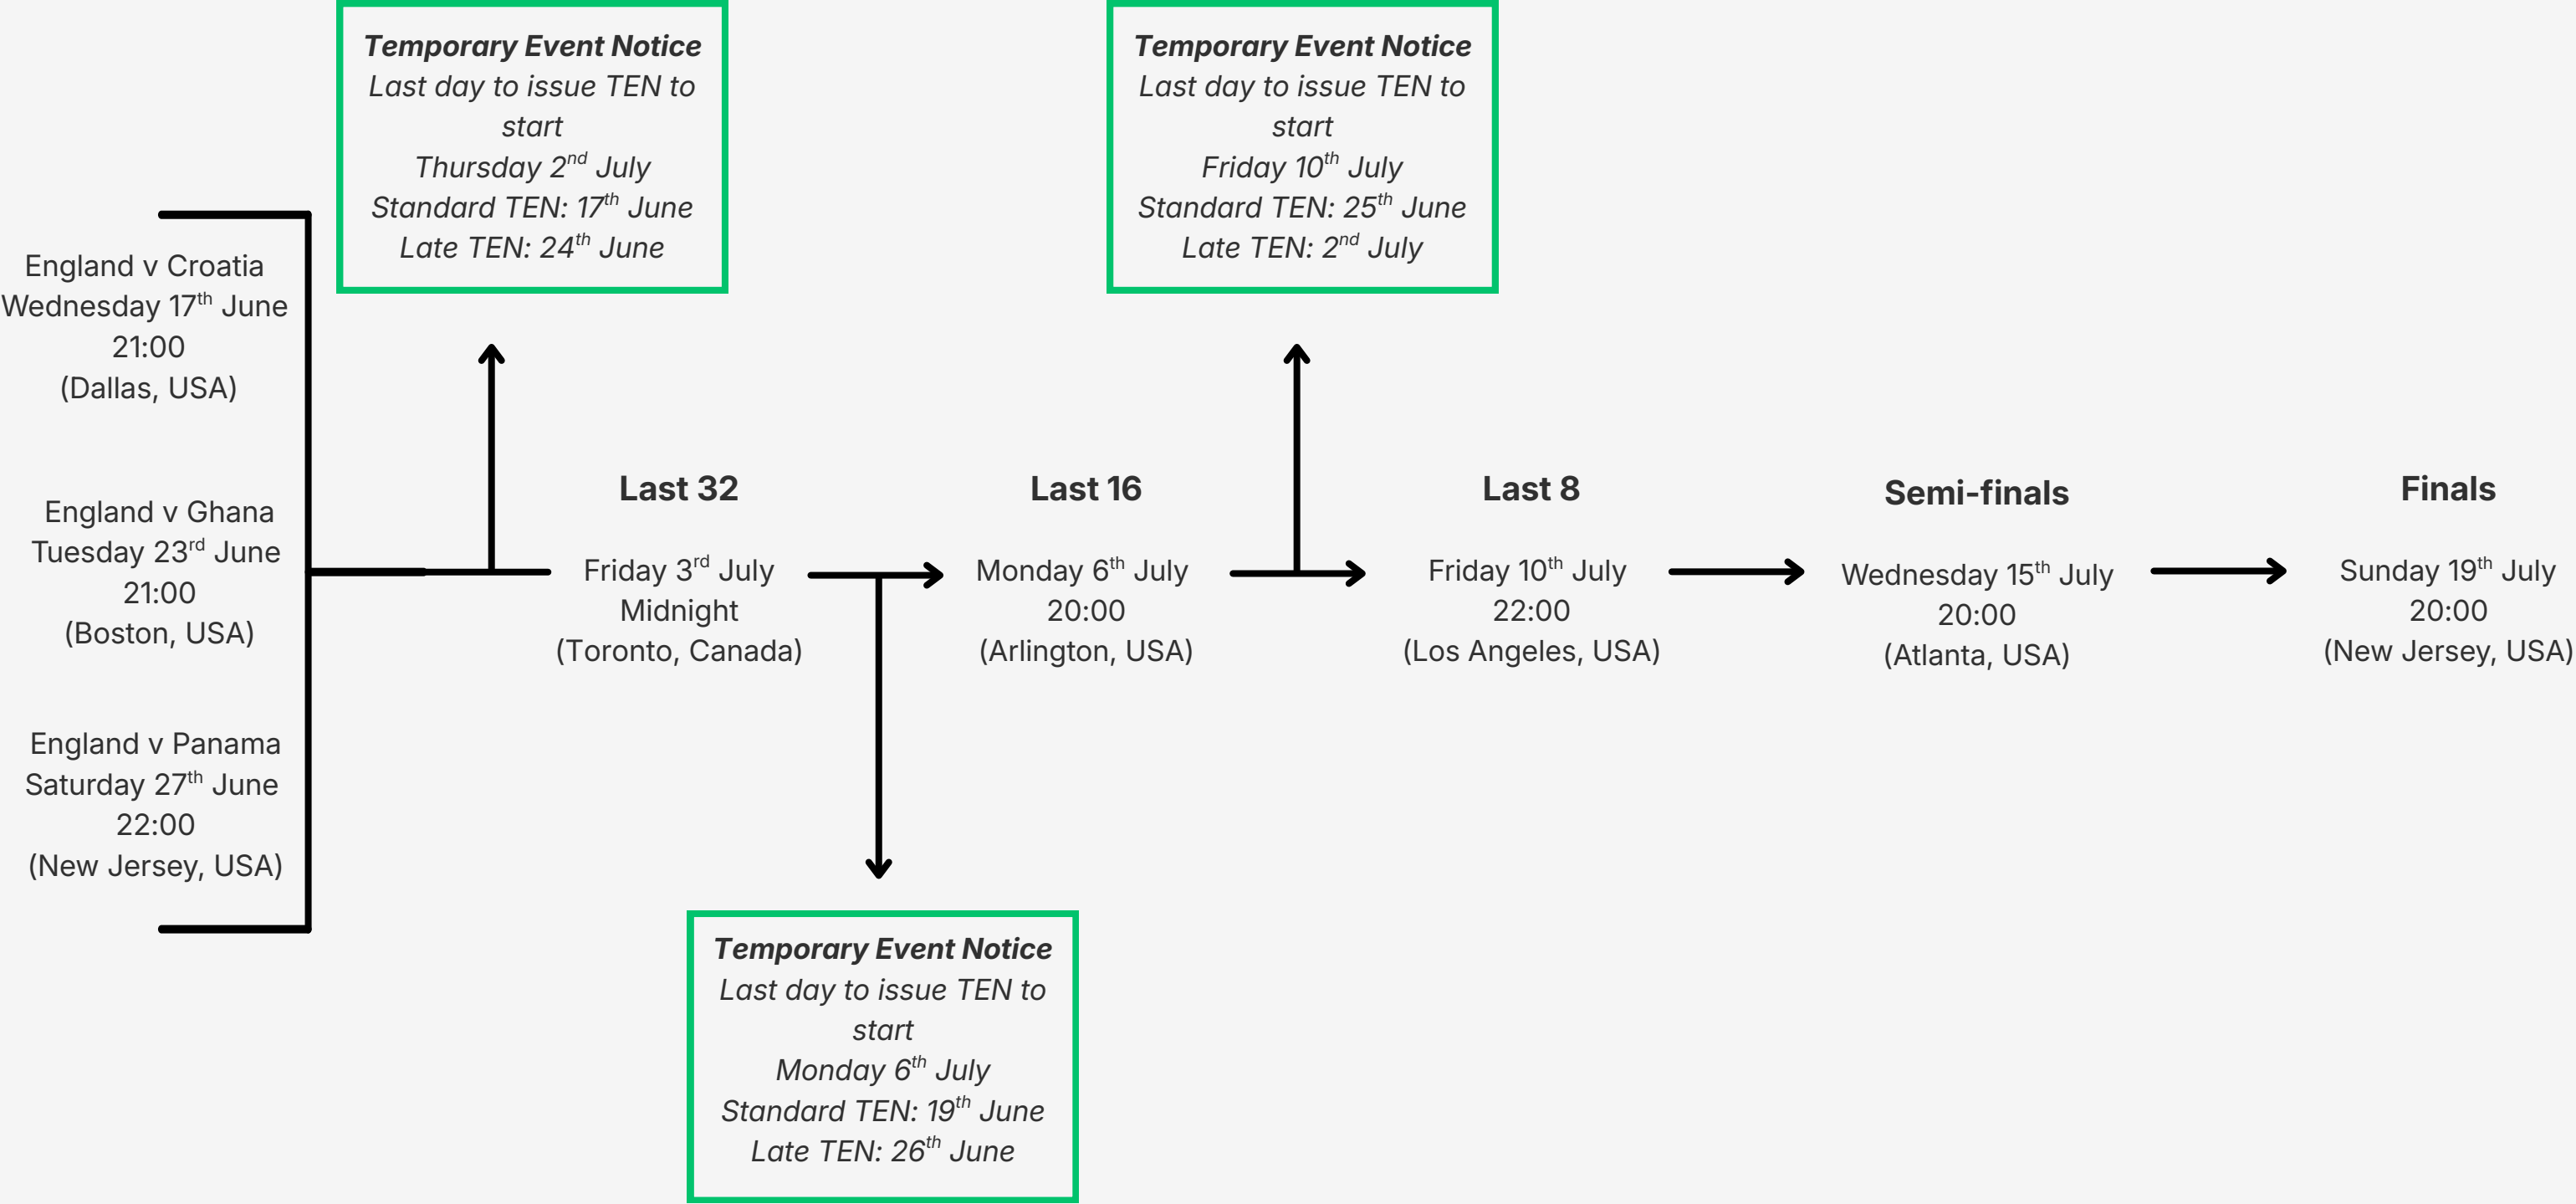 Temporary Event Notice
Last day to issue TEN to
start
Thursday 2nd July
Standard TEN: 17th June
Late TEN: 24th June
Temporary Event Notice
Last day to issue TEN to
start
Friday 10th July
Standard TEN: 25th June
Late TEN: 2nd July
England v Croatia
Wednesday 17th June
21:00
(Dallas, USA)
England v Ghana
Tuesday 23rd June
21:00
(Boston, USA)
England v Panama
Saturday 27th June
22:00
(New Jersey, USA)
Last 32
Friday 3rd July
Midnight
(Toronto, Canada)
Last 16
Monday 6th July
20:00
(Arlington, USA)
Last 8
Friday 10th July
22:00
(Los Angeles, USA)
Semi-finals
Wednesday 15th July
20:00
(Atlanta, USA)
Finals
Sunday 19th July
20:00
(New Jersey, USA)
Temporary Event Notice
Last day to issue TEN to
start
Monday 6th July
Standard TEN: 19th June
Late TEN: 26th June